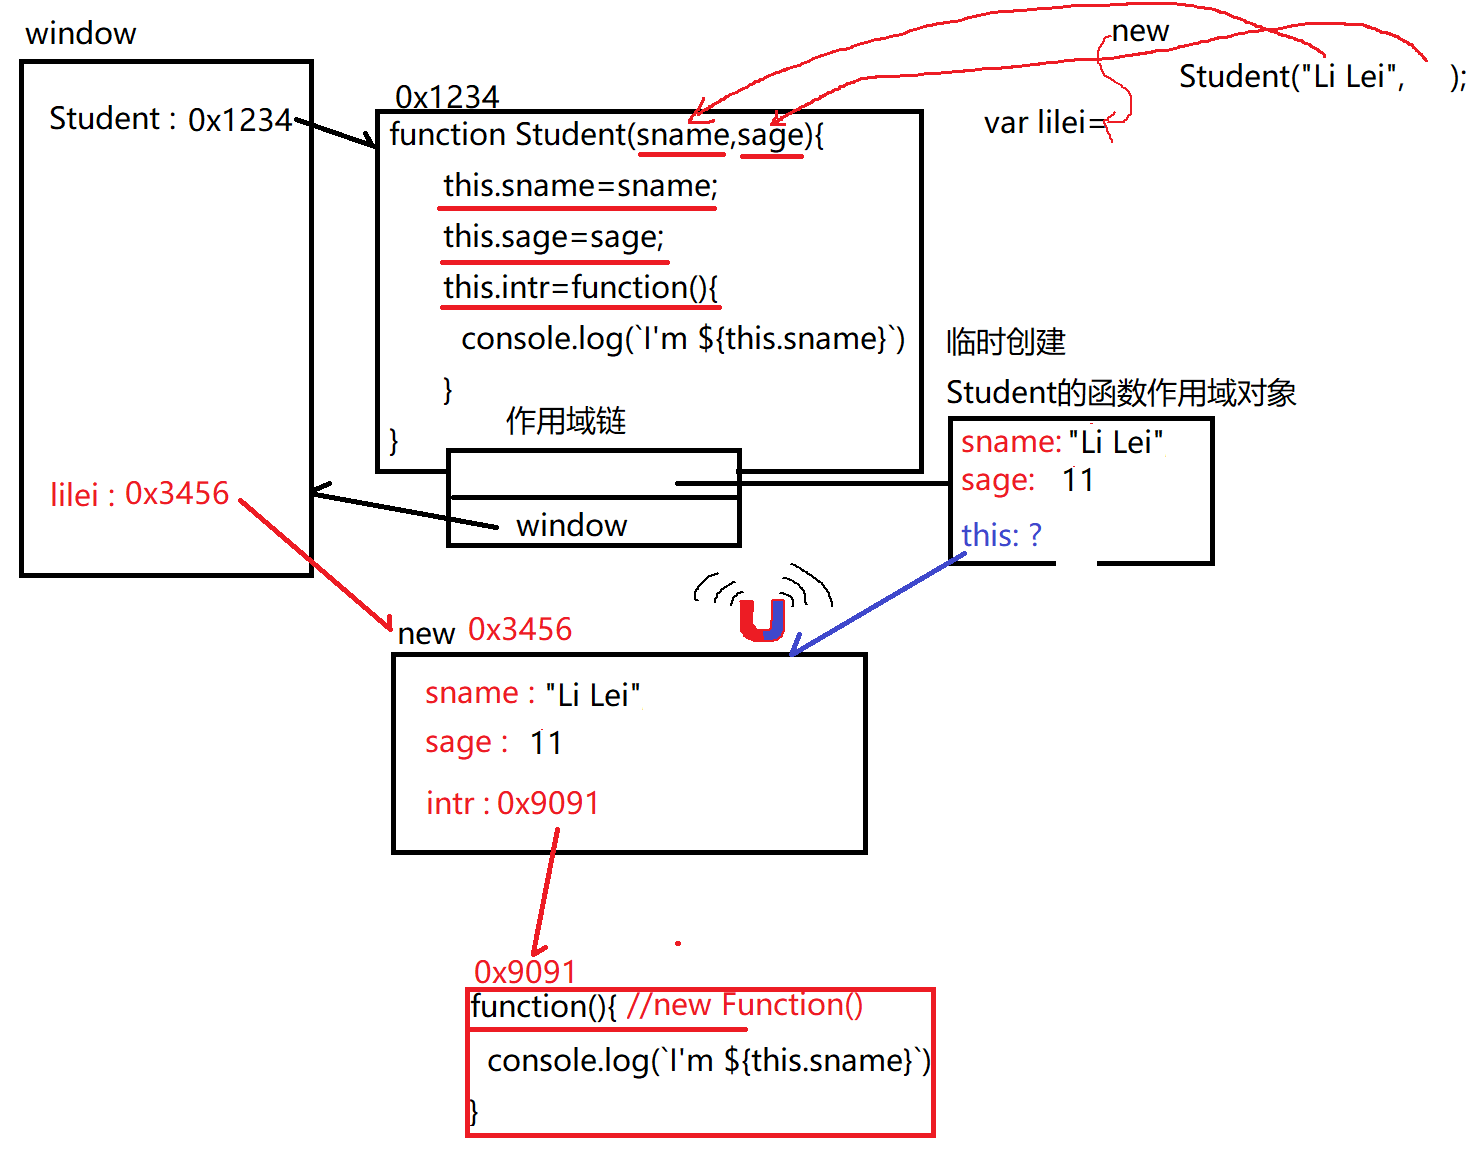 window
new
Student("Li Lei",    );
var lilei=
Student : 0x1234
0x1234
function Student(sname,sage){
this.sname=sname;
this.sage=sage;
this.intr=function(){
console.log(`I'm ${this.sname}`)
}
}
作用域链
window
临时创建
Student的函数作用域对象
sname: "Li Lei"
sage: 11
this: ?
lilei : 0x3456
new 0x3456
sname : "Li Lei"
sage : 11
intr : 0x9091
0x9091
function(){ //new Function()
console.log(`I'm ${this.sname}`)
}